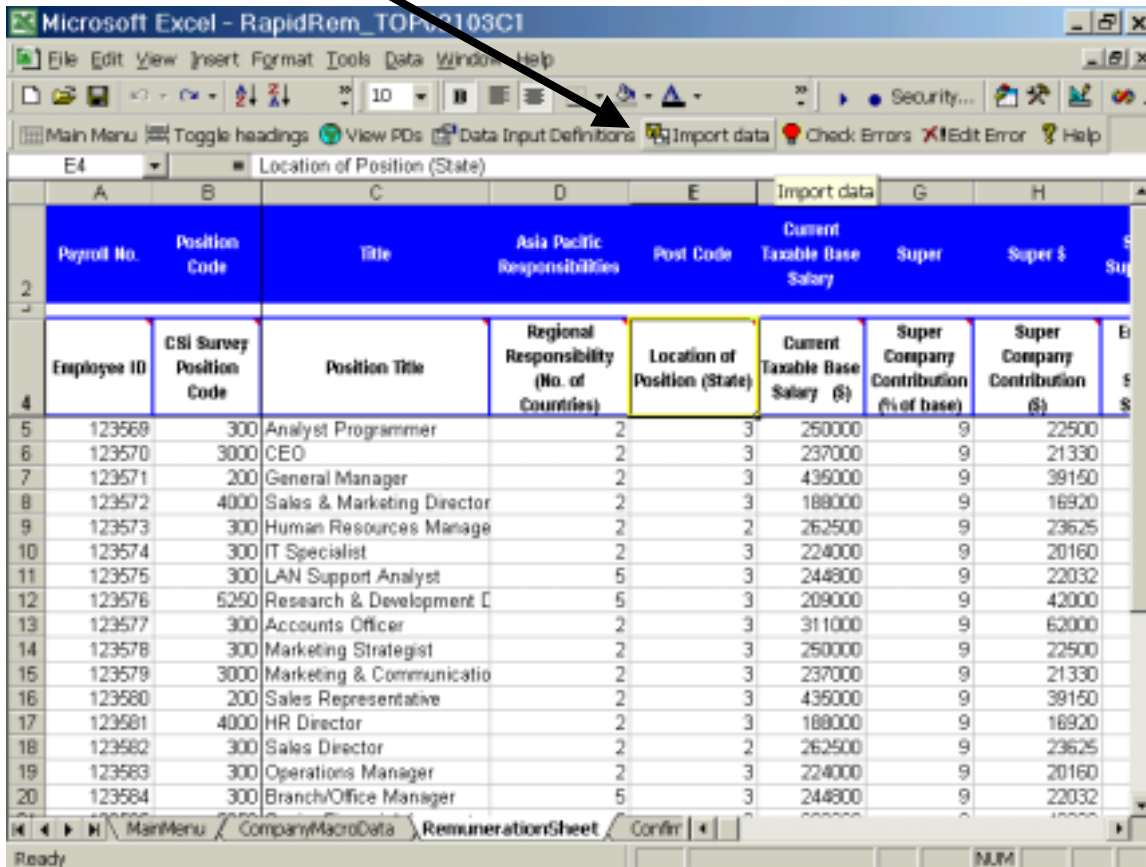 Microsoft Excel - RapidRem_TOP02103C1
File Edit View Insert Format Tools Data Window Help
10 B A Security...
Main Menu Toggle headings View PDs Data Input Definitions Import data Check Errors Edit Error Help
E4 = Location of Position (State)
A B C D E Import data G H
2 Payroll No. Position Code Title Asia Pacific Responsibilities Post Code Current Taxable Base Salary Super Super $
4 Employee ID CSi Survey Position Code Position Title Regional Responsibility (No. of Countries) Location of Position (State) Current Taxable Base Salary ($) Super Company Contribution (% of base) Super Company Contribution ($)
5 123569 300 Analyst Programmer 2 3 250000 9 22500
6 123570 3000 CEO 2 3 237000 9 21330
7 123571 200 General Manager 2 3 435000 9 39150
8 123572 4000 Sales & Marketing Director 2 3 188000 9 16920
9 123573 300 Human Resources Manage 2 2 262500 9 23625
10 123574 300 IT Specialist 2 3 224000 9 20160
11 123575 300 LAN Support Analyst 5 3 244800 9 22032
12 123576 5250 Research & Development D 5 3 209000 9 42000
13 123577 300 Accounts Officer 2 3 311000 9 62000
14 123578 300 Marketing Strategist 2 3 250000 9 22500
15 123579 3000 Marketing & Communicatio 2 3 237000 9 21330
16 123580 200 Sales Representative 2 3 435000 9 39150
17 123581 4000 HR Director 2 3 188000 9 16920
18 123582 300 Sales Director 2 2 262500 9 23625
19 123583 300 Operations Manager 2 3 224000 9 20160
20 123584 300 Branch/Office Manager 5 3 244800 9 22032
MainMenu CompanyMacroData RemunerationSheet Confir
Ready NUM